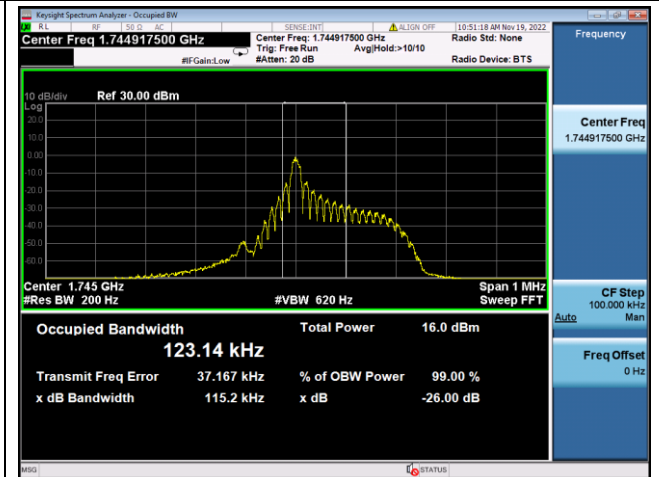 Keysight Spectrum Analyzer - Occupied BW
RL RF 50 Ω AC SENSE:INT ALIGN OFF 10:51:18 AM Nov 19, 2022
Center Freq 1.744917500 GHz
#IFGain:Low
Center Freq: 1.744917500 GHz
Trig: Free Run Avg|Hold:>10/10
#Atten: 20 dB
Radio Std: None
Radio Device: BTS
10 dB/div Ref 30.00 dBm
Log
20.0
10.0
0.00
-10.0
-20.0
-30.0
-40.0
-50.0
-60.0
Center 1.745 GHz Span 1 MHz
#Res BW 200 Hz #VBW 620 Hz Sweep FFT
Occupied Bandwidth Total Power 16.0 dBm
123.14 kHz
Transmit Freq Error 37.167 kHz % of OBW Power 99.00 %
x dB Bandwidth 115.2 kHz x dB -26.00 dB
MSG STATUS
Frequency
Center Freq
1.744917500 GHz
CF Step
100.000 kHz
Auto Man
Freq Offset
0 Hz